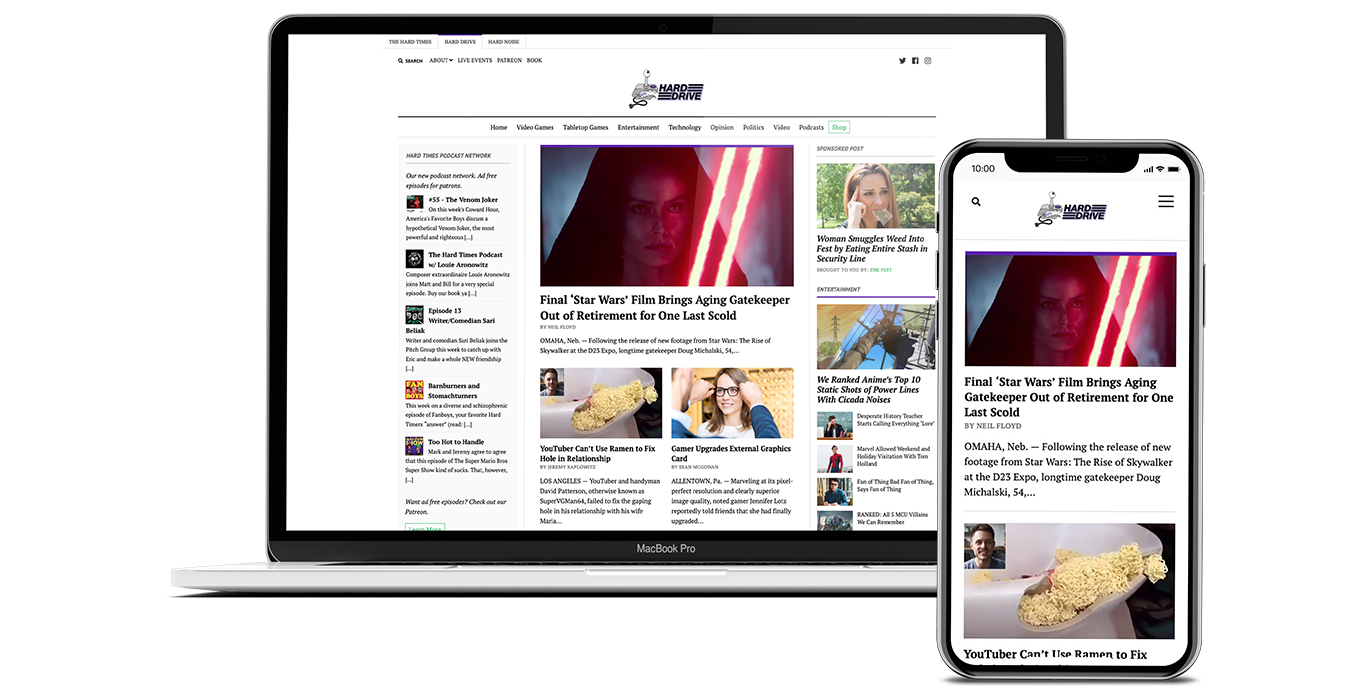 THE HARD TIMES
HARD DRIVE
HARD NOISE
SEARCH
ABOUT
LIVE EVENTS
PATREON
BOOK
HARD
DRIVE
Home
Video Games
Tabletop Games
Entertainment
Technology
Opinion
Politics
Video
Podcasts
Shop
HARD TIMES PODCAST NETWORK
Our new podcast network. Ad free
episodes for patrons.
#55 - The Venom Joker
On this week's Coward Hour,
America's Favorite Boys discuss a
hypothetical Venom Joker, the most
powerful and righteous [...]
The Hard Times Podcast
w/ Louie Aronowitz
Composer extraordinaire Louie Aronowitz
joins Matt and Bill for a very special
episode. Buy our book ya [...]
Episode 13
Writer/Comedian Sari
Beliak
Writer and comedian Sari Beliak joins the
Pitch Group this week to catch up with
Eric and make a whole NEW friendship
[...]
FAN
BOYS
Barnburners and
Stomachturners
This week on a diverse and schizophrenic
episode of Fanboys, your favorite Hard
Timers *answer* (read: [...]
Too Hot to Handle
Mark and Jeremy agree to agree
that this episode of The Super Mario Bros
Super Show kind of sucks. That, however,
[...]
Want ad free episodes? Check out our
Patreon.
Learn More
Final ‘Star Wars’ Film Brings Aging Gatekeeper
Out of Retirement for One Last Scold
BY NEIL FLOYD
OMAHA, Neb. — Following the release of new footage from Star Wars: The Rise of
Skywalker at the D23 Expo, longtime gatekeeper Doug Michalski, 54,...
YouTuber Can’t Use Ramen to Fix
Hole in Relationship
BY JEREMY KAPLOWITZ
LOS ANGELES — YouTuber and handyman
David Patterson, otherwise known as
SuperVGMan64, failed to fix the gaping
hole in his relationship with his wife
Maria...
Gamer Upgrades External Graphics
Card
BY SEAN MCGOWAN
ALLENTOWN, Pa. — Marveling at its pixel-
perfect resolution and clearly superior
image quality, noted gamer Jennifer Lotz
reportedly told friends that she had finally
upgraded...
SPONSORED POST
Woman Smuggles Weed Into
Fest by Eating Entire Stash in
Security Line
BROUGHT TO YOU BY: THE FEST
ENTERTAINMENT
We Ranked Anime’s Top 10
Static Shots of Power Lines
With Cicada Noises
Desperate History Teacher
Starts Calling Everything ‘Lore’
Marvel Allowed Weekend and
Holiday Visitation With Tom
Holland
Fan of Thing Bad Fan of Thing,
Says Fan of Thing
RANKED: All 5 MCU Villains
We Can Remember
MacBook Pro
10:00
HARD
DRIVE
Final ‘Star Wars’ Film Brings Aging
Gatekeeper Out of Retirement for One
Last Scold
BY NEIL FLOYD
OMAHA, Neb. — Following the release of new
footage from Star Wars: The Rise of Skywalker
at the D23 Expo, longtime gatekeeper Doug
Michalski, 54,...
YouTuber Can’t Use Ramen to Fix